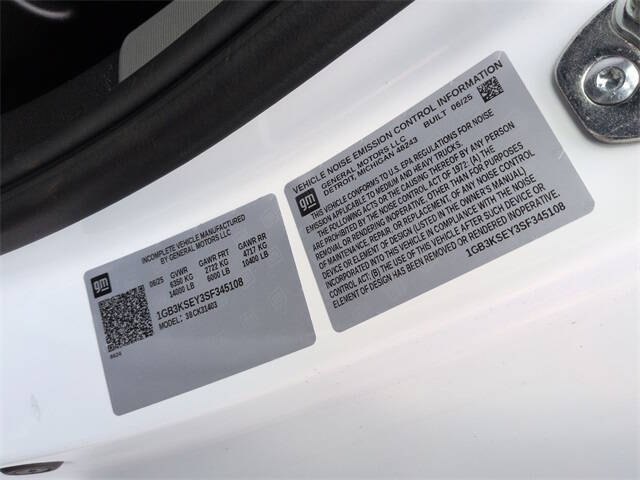 gm
INCOMPLETE VEHICLE MANUFACTURED
BY GENERAL MOTORS LLC
06/25 GVWR GAWR FRT GAWR RR
6350 KG 2722 KG 4717 KG
14000 LB 6000 LB 10400 LB
1GB3KSEY3SF345108
MODEL: 38CK31403
gm
VEHICLE NOISE EMISSION CONTROL INFORMATION
GENERAL MOTORS LLC
DETROIT, MICHIGAN 48243 BUILT 06/25
THIS VEHICLE CONFORMS TO U.S. EPA REGULATIONS FOR NOISE
EMISSION APPLICABLE TO MEDIUM AND HEAVY TRUCKS.
THE FOLLOWING ACTS OR THE CAUSING THEREOF BY ANY PERSON
ARE PROHIBITED BY THE NOISE CONTROL ACT OF 1972: (A) THE
REMOVAL OR RENDERING INOPERATIVE, OTHER THAN FOR PURPOSES
OF MAINTENANCE, REPAIR, OR REPLACEMENT, OF ANY NOISE CONTROL
DEVICE OR ELEMENT OF DESIGN (LISTED IN THE OWNER'S MANUAL)
INCORPORATED INTO THIS VEHICLE IN COMPLIANCE WITH THE NOISE
CONTROL ACT, (B) THE USE OF THIS VEHICLE AFTER SUCH DEVICE OR
ELEMENT OF DESIGN HAS BEEN REMOVED OR RENDERED INOPERATIVE.
1GB3KSEY3SF345108